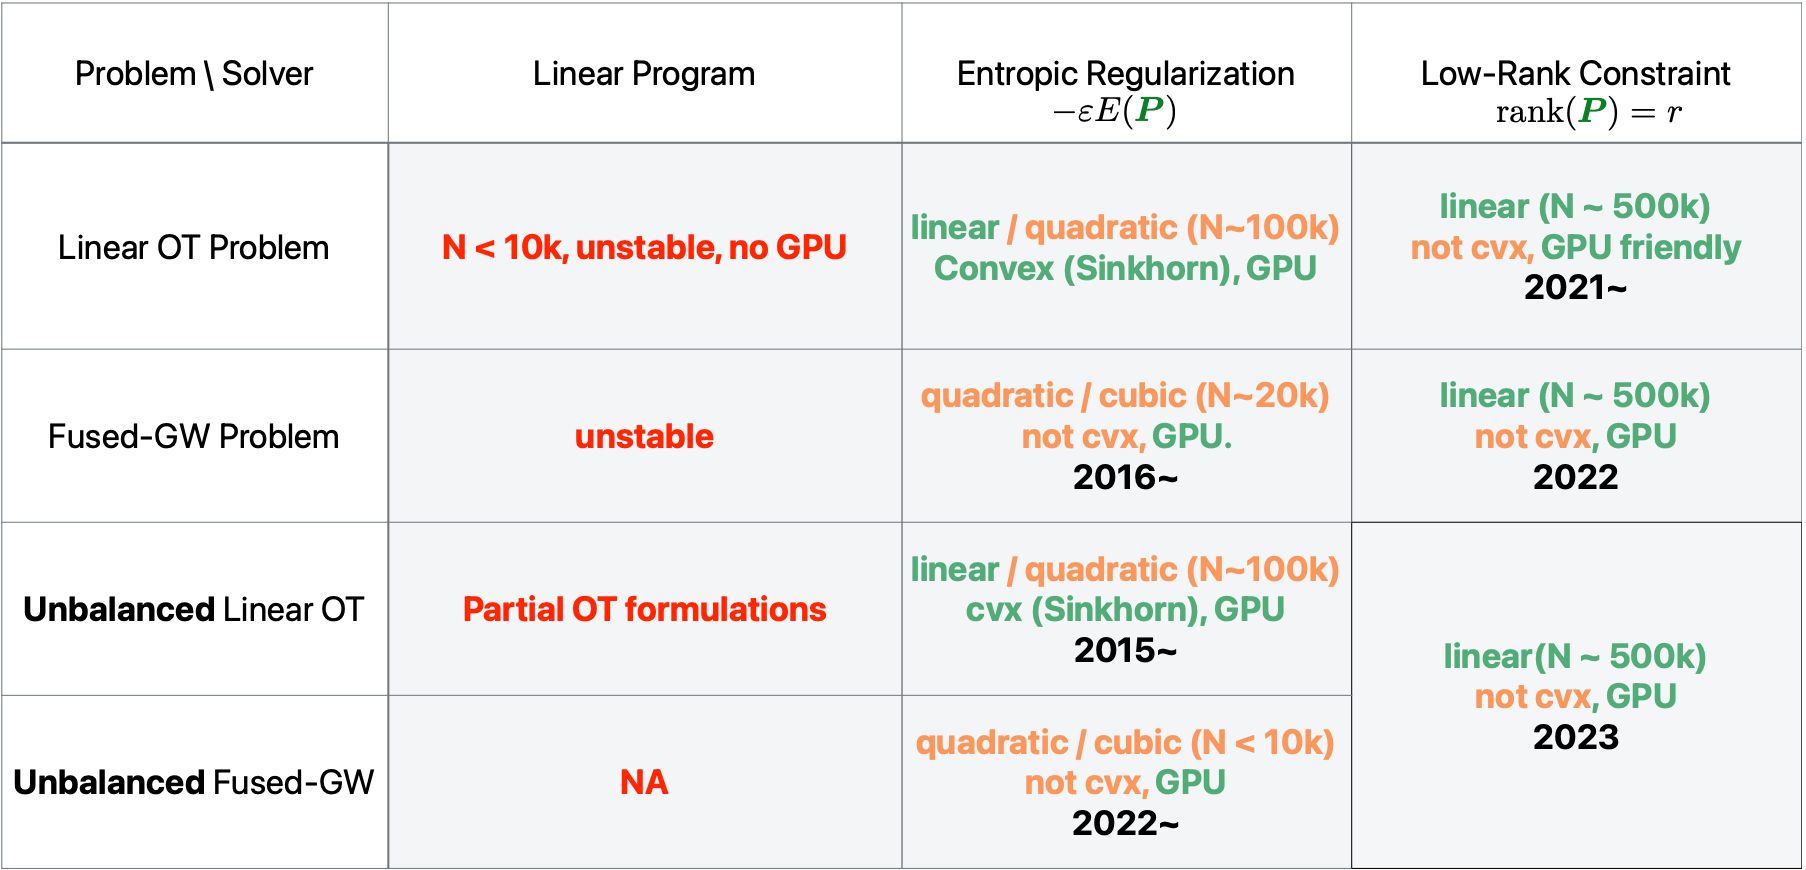 Problem \ Solver
Linear Program
Entropic Regularization
−εE(P)
Low-Rank Constraint
rank(P) = r
Linear OT Problem
N < 10k, unstable, no GPU
linear / quadratic (N~100k)
Convex (Sinkhorn), GPU
linear (N ~ 500k)
not cvx, GPU friendly
2021~
Fused-GW Problem
unstable
quadratic / cubic (N~20k)
not cvx, GPU.
2016~
linear (N ~ 500k)
not cvx, GPU
2022
Unbalanced Linear OT
Partial OT formulations
linear / quadratic (N~100k)
cvx (Sinkhorn), GPU
2015~
linear(N ~ 500k)
not cvx, GPU
2023
Unbalanced Fused-GW
NA
quadratic / cubic (N < 10k)
not cvx, GPU
2022~